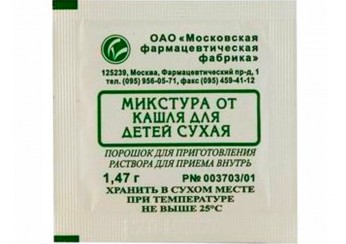 ОАО «Московская
фармацевтическая
фабрика»
125239, Москва, Фармацевтический пр-д, 1
тел. (095) 956-05-71, факс: (095) 459-41-12
МИКСТУРА ОТ
КАШЛЯ ДЛЯ
ДЕТЕЙ СУХАЯ
ПОРОШОК ДЛЯ ПРИГОТОВЛЕНИЯ
РАСТВОРА ДЛЯ ПРИЕМА ВНУТРЬ
1,47 г Р№ 003703/01
ХРАНИТЬ В СУХОМ МЕСТЕ
ПРИ ТЕМПЕРАТУРЕ
НЕ ВЫШЕ 25°С